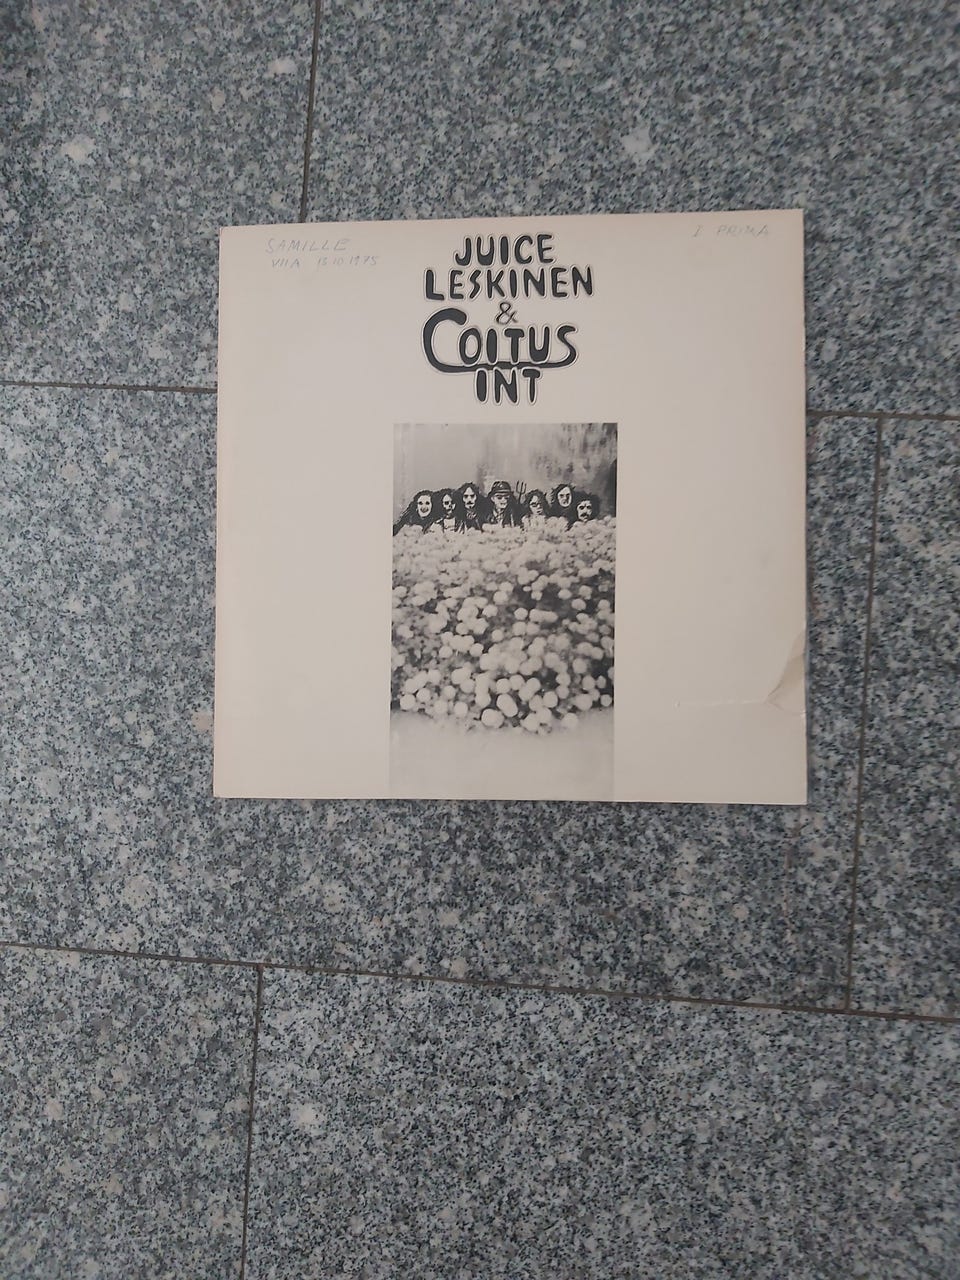 SAMILLE
VIIA 13.10.1975
I PRIMA
JUICE
LESKINEN
&
COITUS
INT